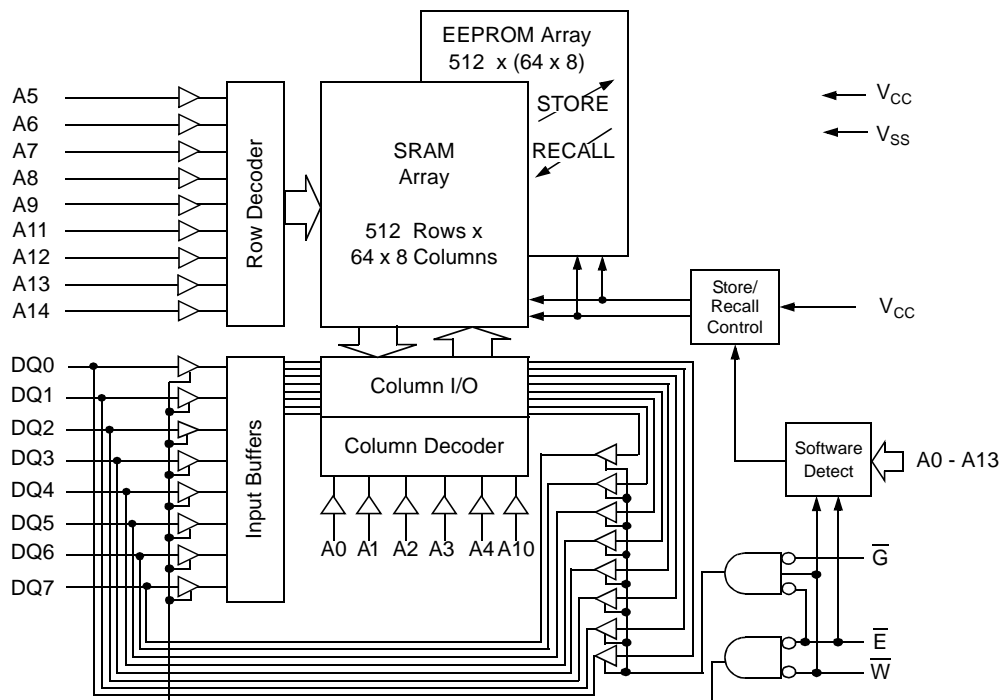 EEPROM Array
512 x (64 x 8)
STORE
RECALL
SRAM
Array
512 Rows x
64 x 8 Columns
A5
A6
A7
A8
A9
A11
A12
A13
A14
Row Decoder
VCC
VSS
Store/
Recall
Control
VCC
DQ0
DQ1
DQ2
DQ3
DQ4
DQ5
DQ6
DQ7
Input Buffers
Column I/O
Column Decoder
A0 A1 A2 A3 A4 A10
Software
Detect
A0 - A13
G̅
E̅
W̅